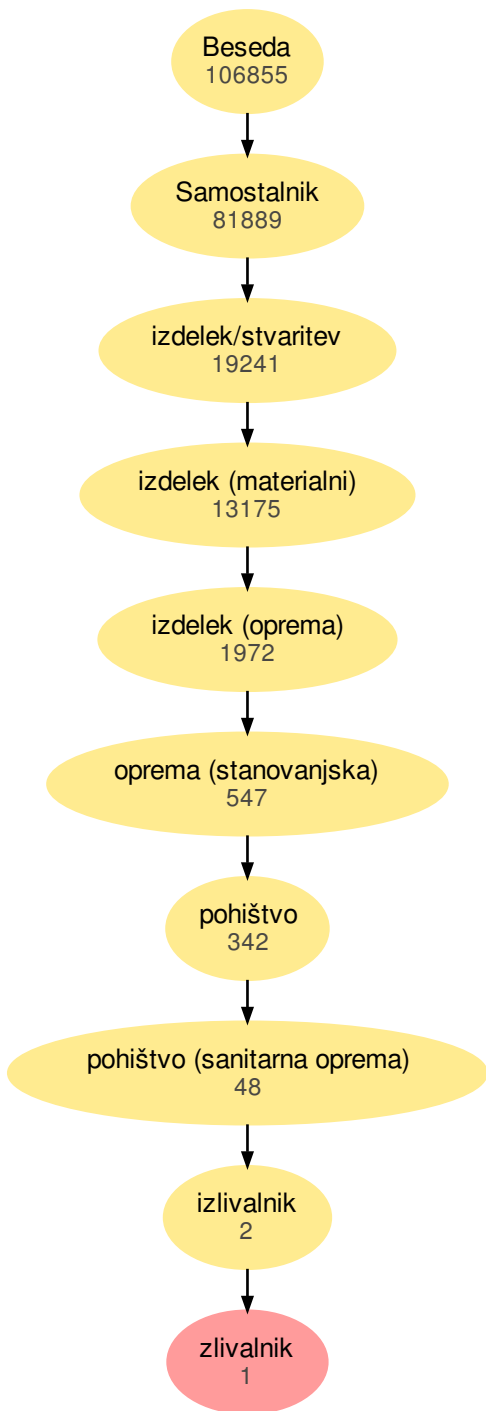 Beseda
106855
Samostalnik
81889
izdelek/stvaritev
19241
izdelek (materialni)
13175
izdelek (oprema)
1972
oprema (stanovanjska)
547
pohištvo
342
pohištvo (sanitarna oprema)
48
izlivalnik
2
zlivalnik
1